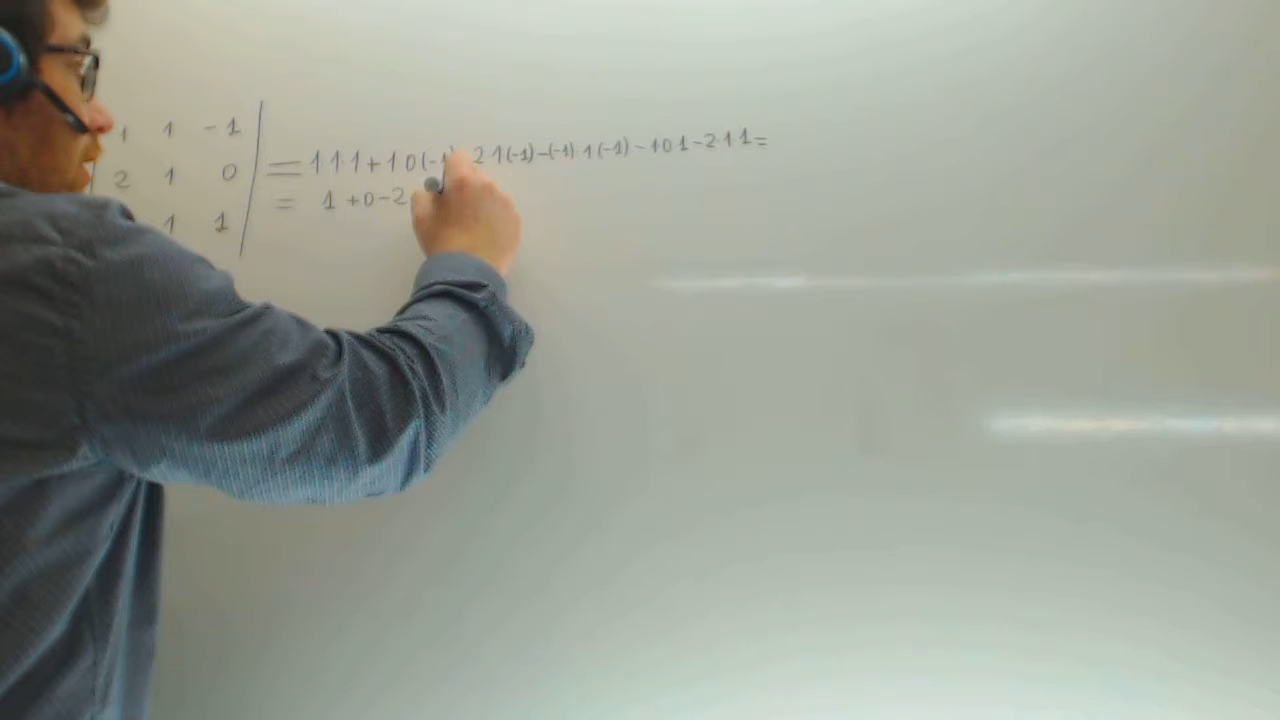 1 1 -1
2 1 0
1 1
= 1 1·1 + 1 0 (-1) 2 1 (-1) - (-1)·1 (-1) - 1 0 1 - 2·1 1 =
= 1 + 0 - 2